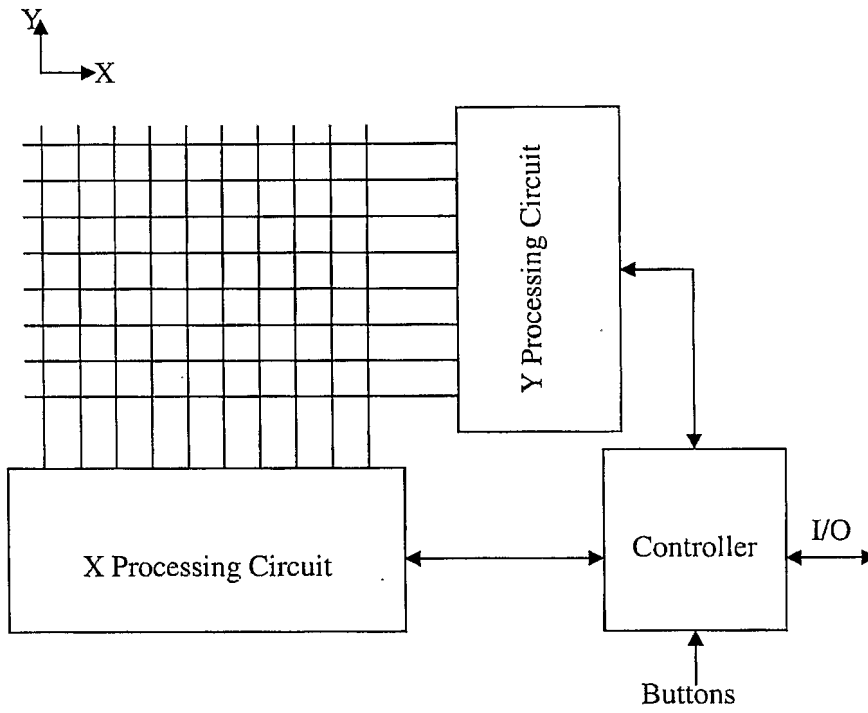 Y
X
Y Processing Circuit
X Processing Circuit
Controller
I/O
Buttons